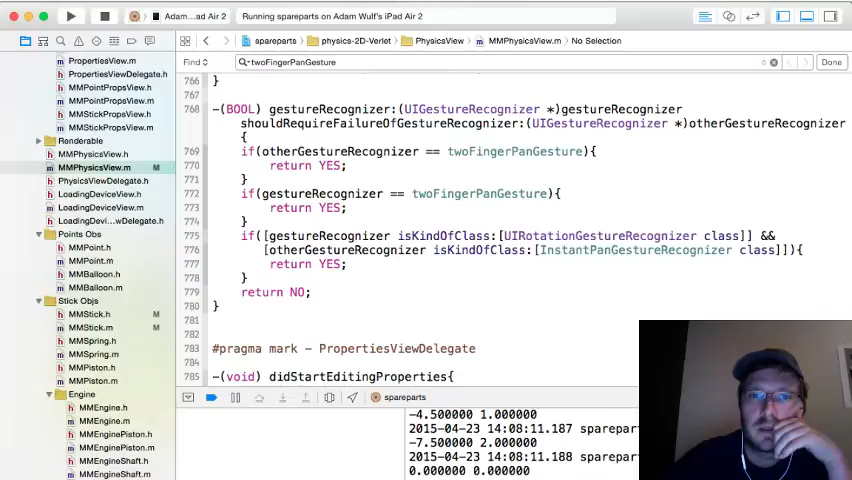 Adam...ad Air 2
Running spareparts on Adam Wulf's iPad Air 2
spareparts
physics-2D-Verlet
PhysicsView
MMPhysicsView.m
No Selection
Find
twoFingerPanGesture
0
Done
PropertiesView.m
PropertiesViewDelegate.h
MMPointPropsView.h
MMPointPropsView.m
MMStickPropsView.h
MMStickPropsView.m
Renderable
MMPhysicsView.h
MMPhysicsView.m M
PhysicsViewDelegate.h
LoadingDeviceView.h
LoadingDeviceView.m
LoadingDevi...wDelegate.h
Points Obs
MMPoint.h
MMPoint.m
MMBalloon.h
MMBalloon.m
Stick Objs
MMStick.h M
MMStick.m M
MMSpring.h
MMSpring.m
MMPiston.h
MMPiston.m
Engine
MMEngine.h
MMEngine.m
MMEnginePiston.h
MMEnginePiston.m
MMEngineShaft.h
MMEngineShaft.m
766 }
767
768 -(BOOL) gestureRecognizer:(UIGestureRecognizer *)gestureRecognizer
shouldRequireFailureOfGestureRecognizer:(UIGestureRecognizer *)otherGestureRecognizer
{
769 if(otherGestureRecognizer == twoFingerPanGesture){
770 return YES;
771 }
772 if(gestureRecognizer == twoFingerPanGesture){
773 return YES;
774 }
775 if([gestureRecognizer isKindOfClass:[UIRotationGestureRecognizer class]] &&
776 [otherGestureRecognizer isKindOfClass:[InstantPanGestureRecognizer class]]){
777 return YES;
778 }
779 return NO;
780 }
781
782
783 #pragma mark - PropertiesViewDelegate
784
785 -(void) didStartEditingProperties{
spareparts
-4.500000 1.000000
2015-04-23 14:08:11.187 sparepart
-7.500000 2.000000
2015-04-23 14:08:11.188 sparepart
0.000000 0.000000